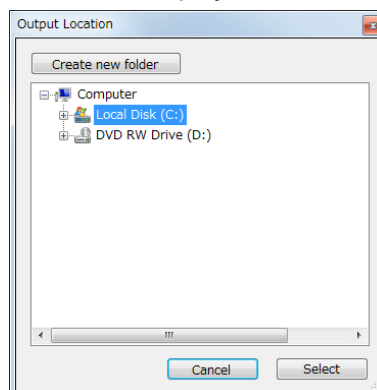 Output Location
Create new folder
Computer
Local Disk (C:)
DVD RW Drive (D:)
Cancel
Select